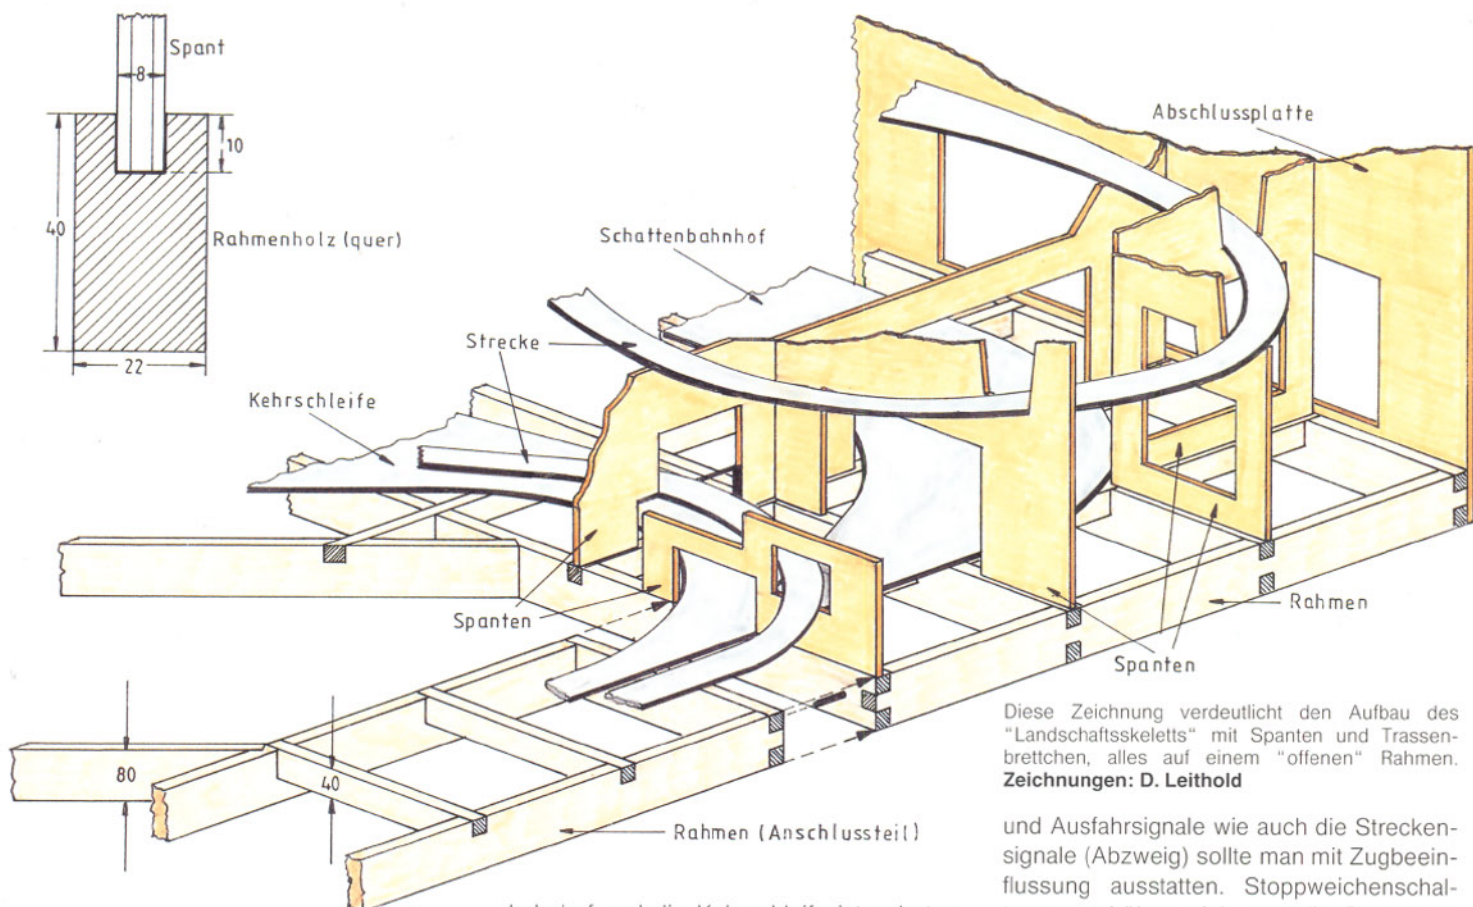 Spant
8
10
40
22
Rahmenholz (quer)
Abschlussplatte
Schattenbahnhof
Strecke
Kehrschleife
Spanten
Rahmen
Spanten
80
40
Rahmen (Anschlussteil)
Diese Zeichnung verdeutlicht den Aufbau des
"Landschaftsskeletts" mit Spanten und Trassen-
brettchen, alles auf einem "offenen" Rahmen.
Zeichnungen: D. Leithold
und Ausfahrsignale wie auch die Strecken-
signale (Abzweig) sollte man mit Zugbeein-
flussung ausstatten. Stoppweichenschal-